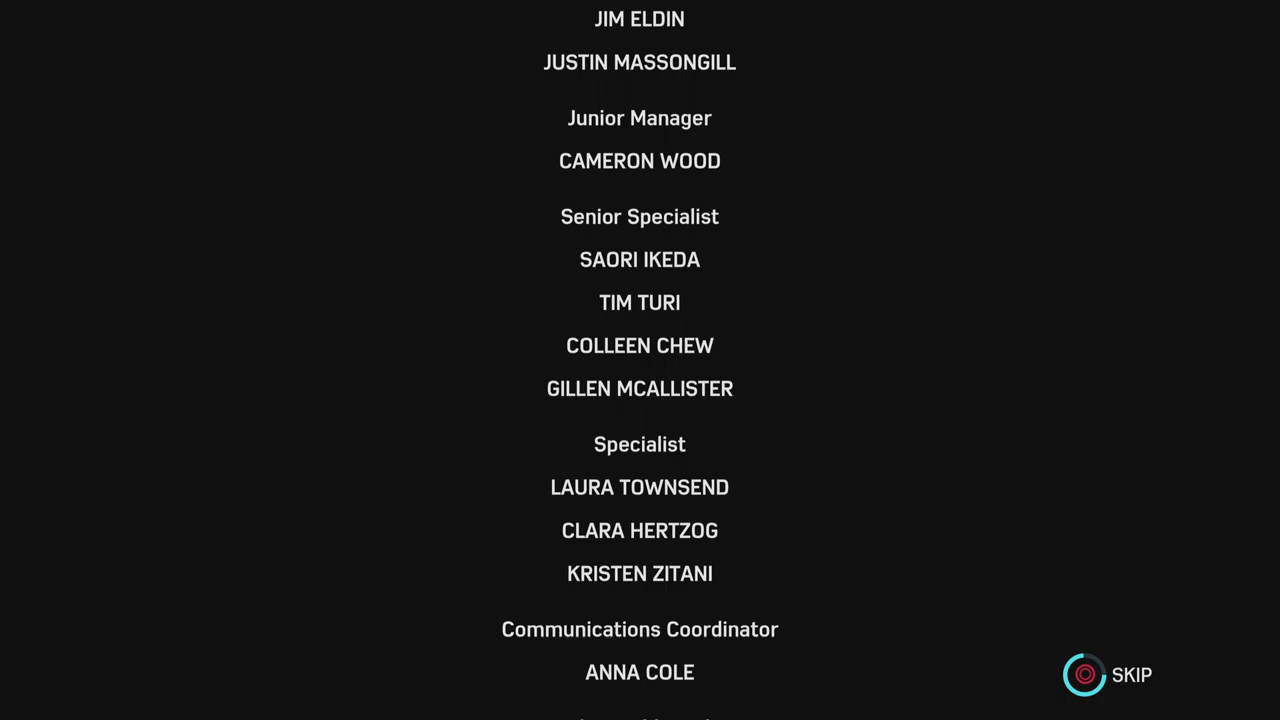 JIM ELDIN
JUSTIN MASSONGILL
Junior Manager
CAMERON WOOD
Senior Specialist
SAORI IKEDA
TIM TURI
COLLEEN CHEW
GILLEN MCALLISTER
Specialist
LAURA TOWNSEND
CLARA HERTZOG
KRISTEN ZITANI
Communications Coordinator
ANNA COLE
SKIP